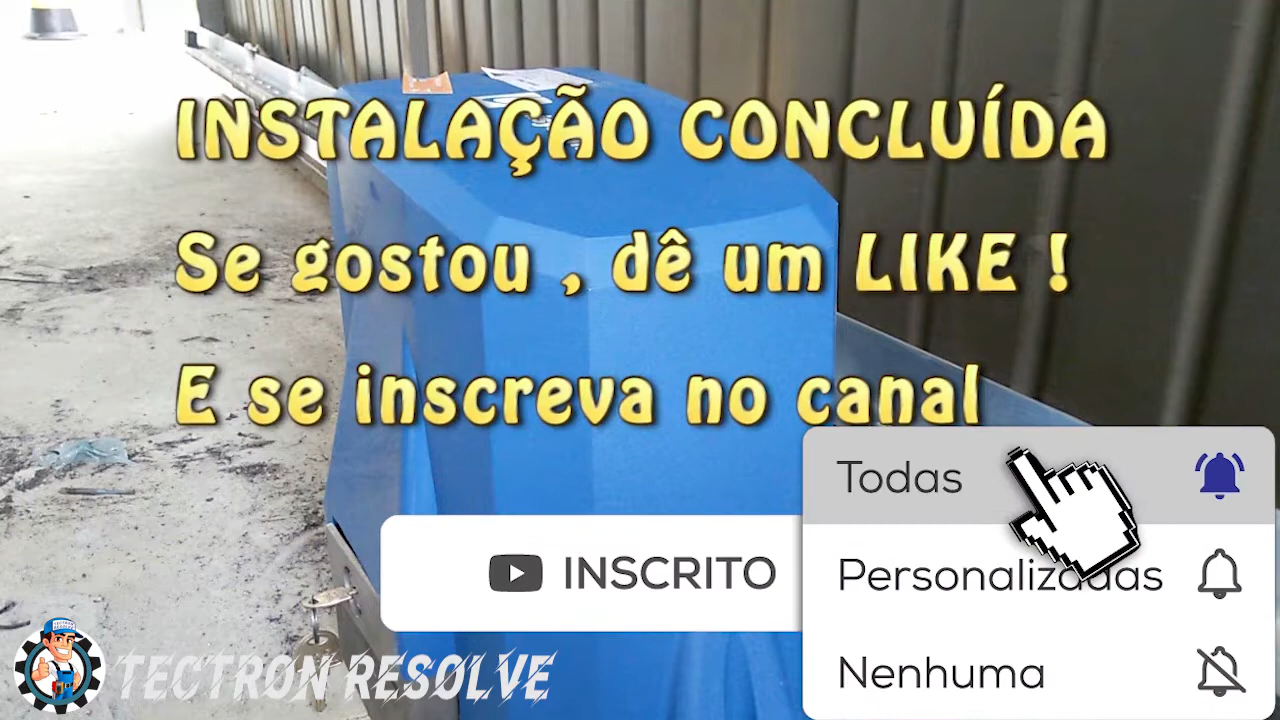 INSTALAÇÃO CONCLUÍDA
Se gostou , dê um LIKE !
E se inscreva no canal
Todas
INSCRITO
Personalizadas
Nenhuma
TECTRON RESOLVE